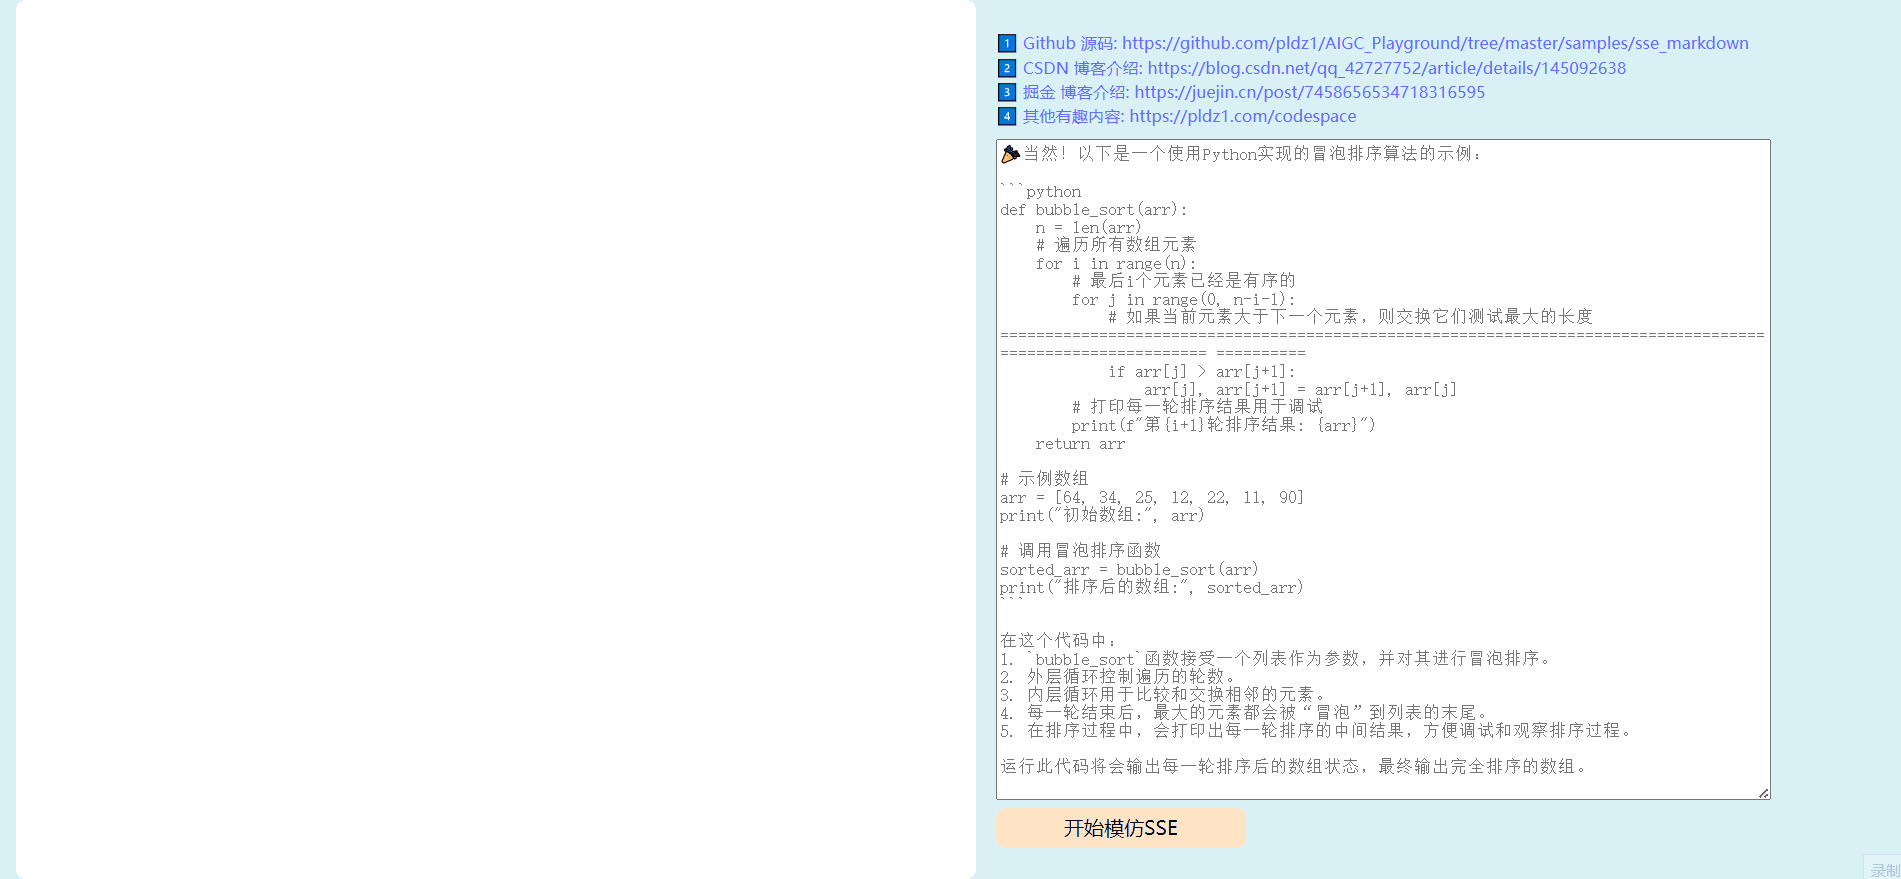 1 Github 源码: https://github.com/pldz1/AIGC_Playground/tree/master/samples/sse_markdown
2 CSDN 博客介绍: https://blog.csdn.net/qq_42727752/article/details/145092638
3 掘金 博客介绍: https://juejin.cn/post/7458656534718316595
4 其他有趣内容: https://pldz1.com/codespace
当然！以下是一个使用Python实现的冒泡排序算法的示例：
```python
def bubble_sort(arr):
    n = len(arr)
    # 遍历所有数组元素
    for i in range(n):
        # 最后i个元素已经是有序的
        for j in range(0, n-i-1):
            # 如果当前元素大于下一个元素，则交换它们测试最大的长度
=====================================================================================
======================= ==========
            if arr[j] > arr[j+1]:
                arr[j], arr[j+1] = arr[j+1], arr[j]
        # 打印每一轮排序结果用于调试
        print(f"第{i+1}轮排序结果: {arr}")
    return arr
# 示例数组
arr = [64, 34, 25, 12, 22, 11, 90]
print("初始数组:", arr)
# 调用冒泡排序函数
sorted_arr = bubble_sort(arr)
print("排序后的数组:", sorted_arr)
```
在这个代码中：
1. `bubble_sort`函数接受一个列表作为参数，并对其进行冒泡排序。
2. 外层循环控制遍历的轮数。
3. 内层循环用于比较和交换相邻的元素。
4. 每一轮结束后，最大的元素都会被“冒泡”到列表的末尾。
5. 在排序过程中，会打印出每一轮排序的中间结果，方便调试和观察排序过程。
运行此代码将会输出每一轮排序后的数组状态，最终输出完全排序的数组。
开始模仿SSE
录制